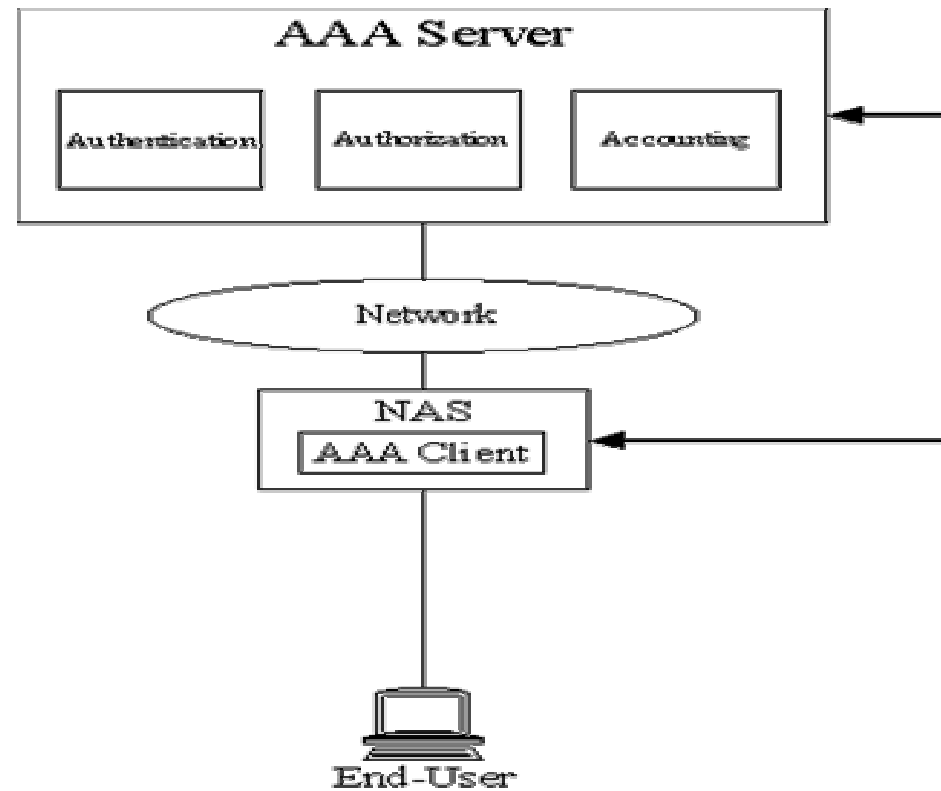 AAA Server
Authentication
Authorization
Accounting
Network
NAS
AAA Client
End-User